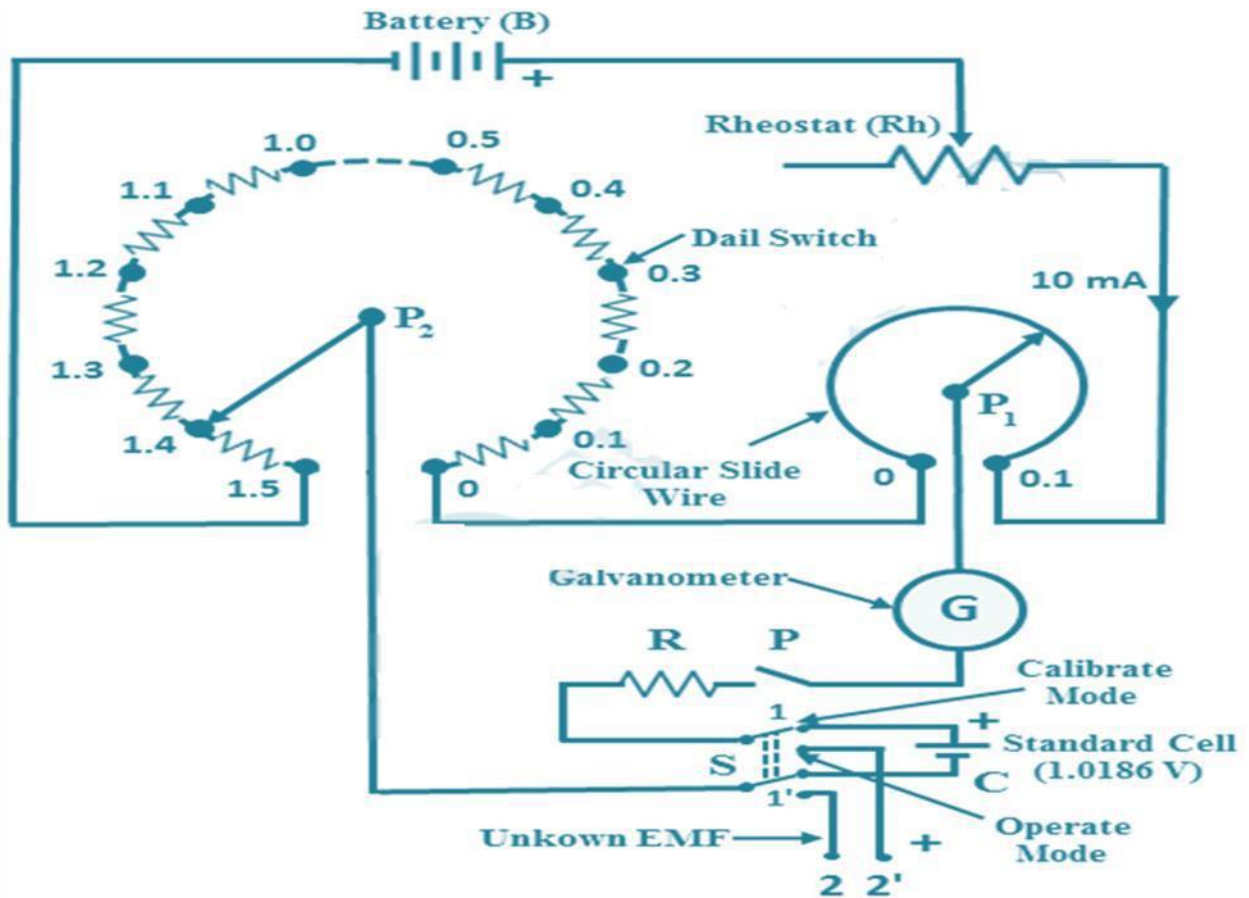 Battery (B)
+
Rheostat (Rh)
1.0
0.5
1.1
0.4
Dail Switch
1.2
0.3
10 mA
P2
1.3
0.2
P1
1.4
0.1
Circular Slide
Wire
1.5
0
0
0.1
Galvanometer
G
R
P
Calibrate
Mode
1
+
Standard Cell
(1.0186 V)
S
C
1'
Unkown EMF
+
Operate
Mode
2
2'